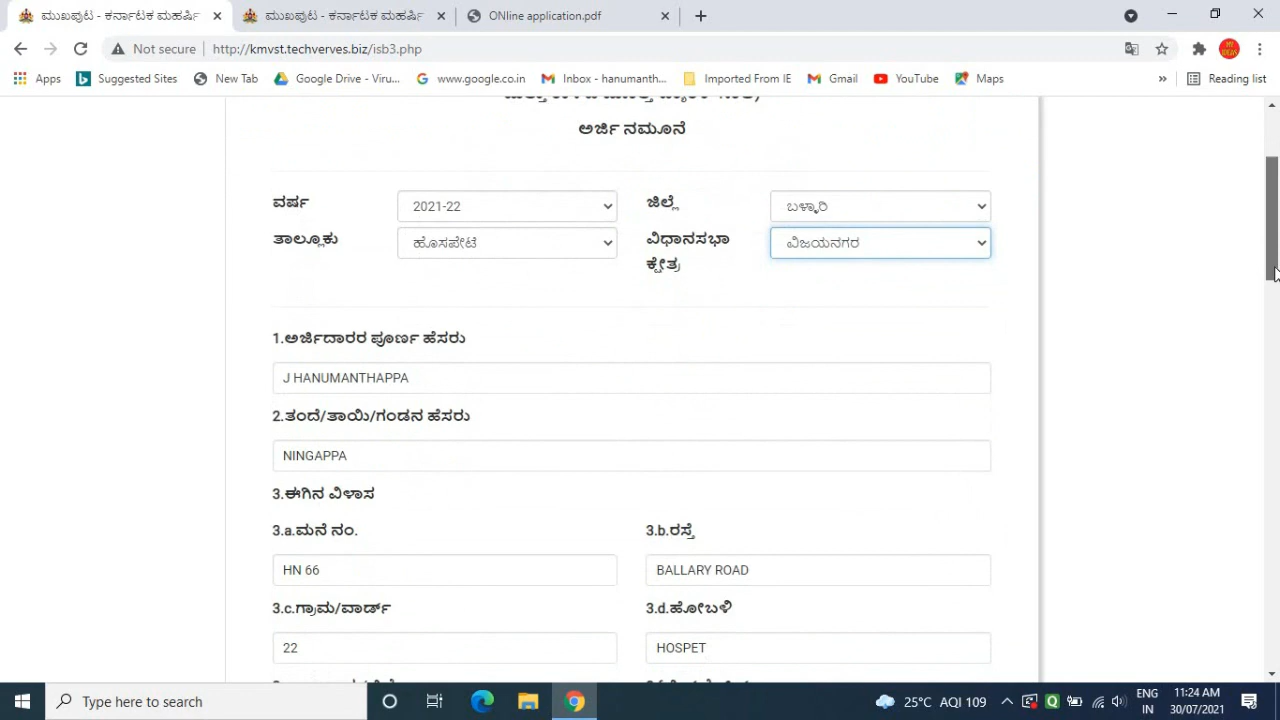 ಮುಖಪುಟ - ಕರ್ನಾಟಕ ಮಹರ್ಷಿ
ಮುಖಪುಟ - ಕರ್ನಾಟಕ ಮಹರ್ಷಿ
ONline application.pdf
Not secure
http://kmvst.techverves.biz/isb3.php
Apps
Suggested Sites
New Tab
Google Drive - Viru...
www.google.co.in
Inbox - hanumanth...
Imported From IE
Gmail
YouTube
Maps
»
Reading list
ಅರ್ಜಿ ನಮೂನೆ
ವರ್ಷ 2021-22 ಜಿಲ್ಲೆ ಬಳ್ಳಾರಿ
ತಾಲ್ಲೂಕು ಹೊಸಪೇಟೆ ವಿಧಾನಸಭಾ ವಿಜಯನಗರ
ಕ್ಷೇತ್ರ
1.ಅರ್ಜಿದಾರರ ಪೂರ್ಣ ಹೆಸರು
J HANUMANTHAPPA
2.ತಂದೆ/ತಾಯಿ/ಗಂಡನ ಹೆಸರು
NINGAPPA
3.ಈಗಿನ ವಿಳಾಸ
3.a.ಮನೆ ನಂ. 3.b.ರಸ್ತೆ
HN 66 BALLARY ROAD
3.c.ಗ್ರಾಮ/ವಾರ್ಡ್ 3.d.ಹೋಬಳಿ
22 HOSPET
Type here to search
25°C AQI 109
ENG
IN
11:24 AM
30/07/2021